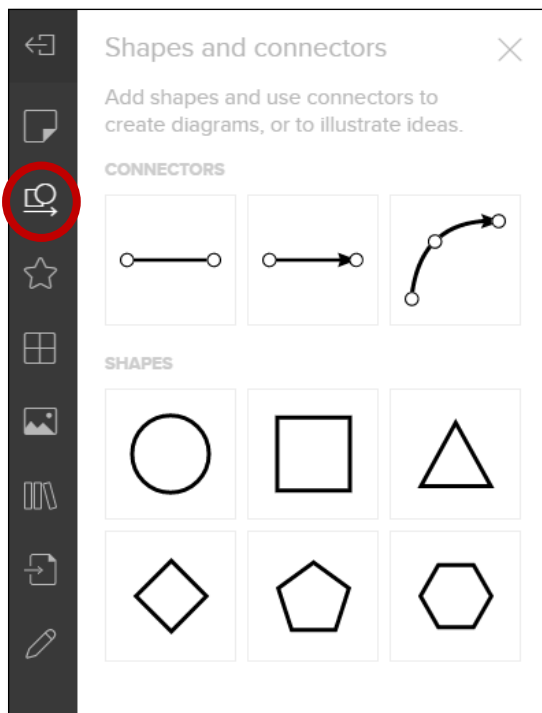 Shapes and connectors
Add shapes and use connectors to
create diagrams, or to illustrate ideas.
CONNECTORS
SHAPES